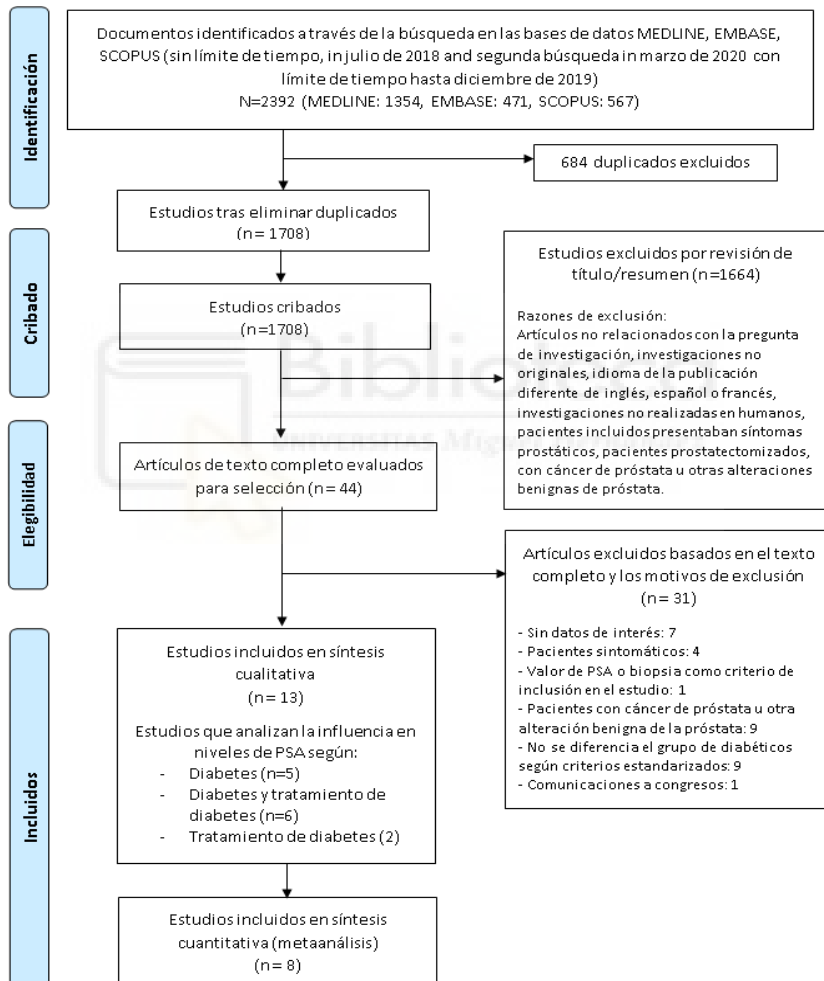 Identificación
Documentos identificados a través de la búsqueda en las bases de datos MEDLINE, EMBASE,
SCOPUS (sin límite de tiempo, in julio de 2018 and segunda búsqueda in marzo de 2020 con
límite de tiempo hasta diciembre de 2019)
N=2392 (MEDLINE: 1354, EMBASE: 471, SCOPUS: 567)
684 duplicados excluidos
Estudios tras eliminar duplicados
(n = 1708)
Cribado
Estudios cribados
(n=1708)
Estudios excluidos por revisión de
título/resumen (n=1664)
Razones de exclusión:
Artículos no relacionados con la pregunta
de investigación, investigaciones no
originales, idioma de la publicación
diferente de inglés, español o francés,
investigaciones no realizadas en humanos,
pacientes incluidos presentaban síntomas
prostáticos, pacientes prostatectomizados,
con cáncer de próstata u otras alteraciones
benignas de próstata.
Biblioteca
UNIVERSITAS Miguel Hernández
Elegibilidad
Artículos de texto completo evaluados
para selección (n = 44)
Artículos excluidos basados en el texto
completo y los motivos de exclusión
(n = 31)
- Sin datos de interés: 7
- Pacientes sintomáticos: 4
- Valor de PSA o biopsia como criterio de
inclusión en el estudio: 1
- Pacientes con cáncer de próstata u otra
alteración benigna de la próstata: 9
- No se diferencia el grupo de diabéticos
según criterios estandarizados: 9
- Comunicaciones a congresos: 1
Incluidos
Estudios incluidos en síntesis
cualitativa
(n = 13)
Estudios que analizan la influencia en
niveles de PSA según:
- Diabetes (n=5)
- Diabetes y tratamiento de
diabetes (n=6)
- Tratamiento de diabetes (2)
Estudios incluidos en síntesis
cuantitativa (metaanálisis)
(n = 8)